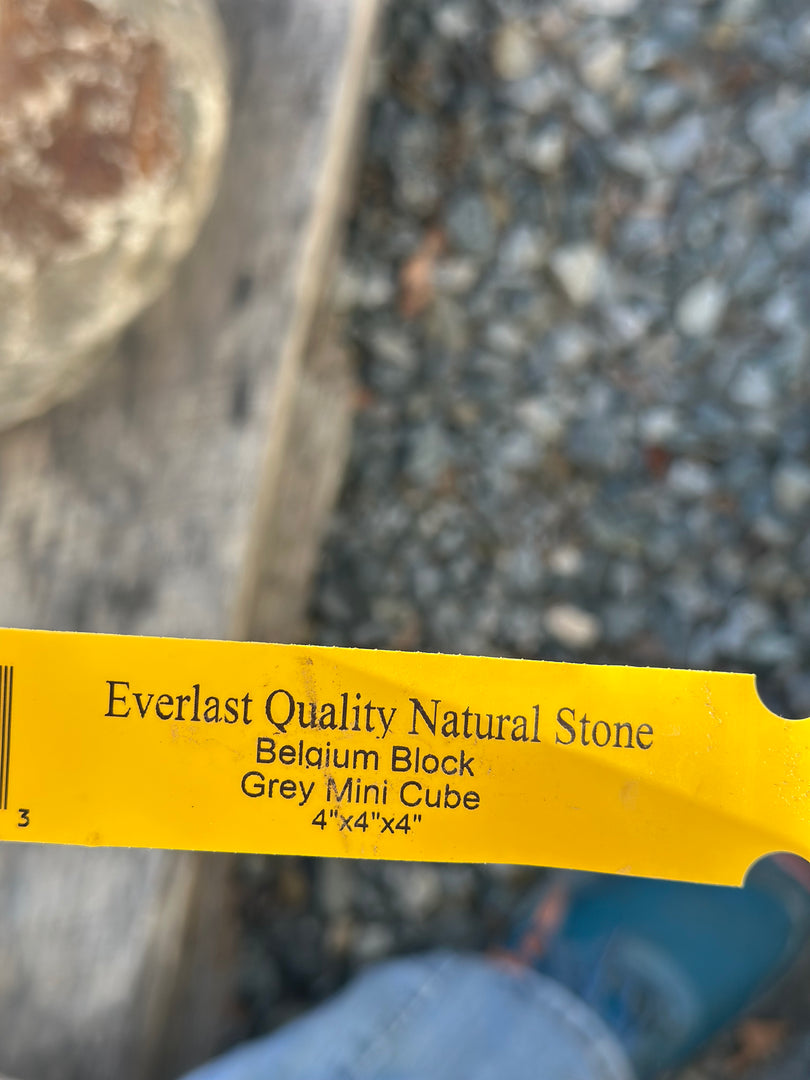 Everlast Quality Natural Stone
Belgium Block
Grey Mini Cube
4"x4"x4"
3